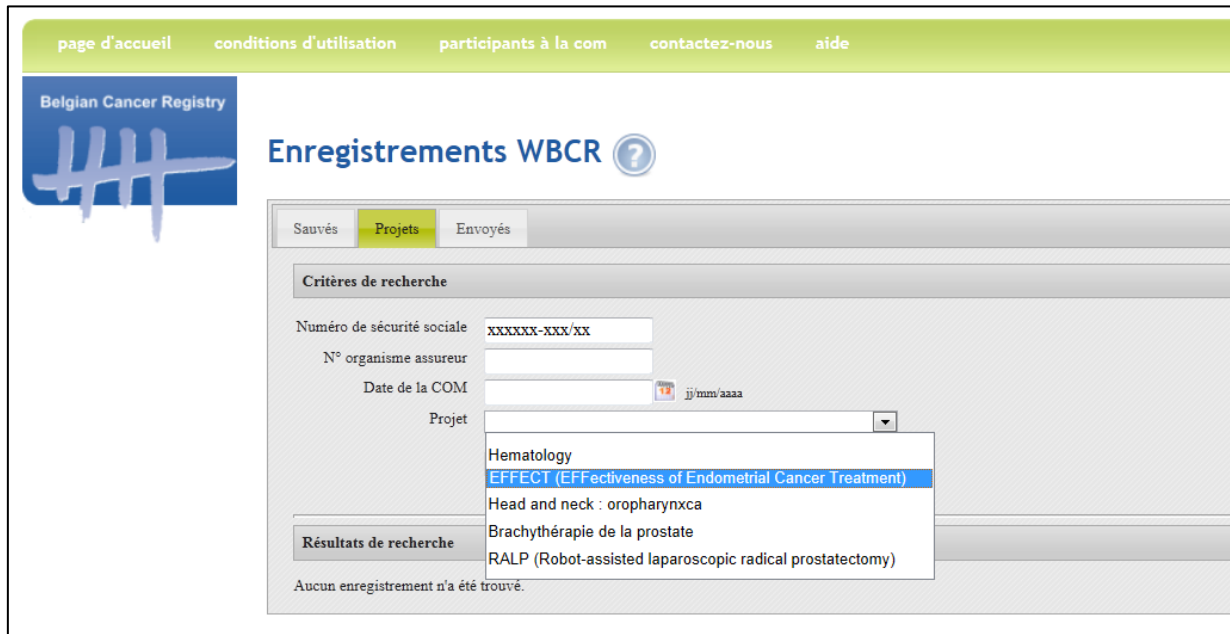 page d'accueil conditions d'utilisation participants à la com contactez-nous aide
Belgian Cancer Registry
Enregistrements WBCR ?
Sauvés Projets Envoyés
Critères de recherche
Numéro de sécurité sociale xxxxxx-xxx/xx
N° organisme assureur
Date de la COM 12 jj/mm/aaaa
Projet
Hematology
EFFECT (EFFectiveness of Endometrial Cancer Treatment)
Head and neck : oropharynxca
Brachythérapie de la prostate
RALP (Robot-assisted laparoscopic radical prostatectomy)
Résultats de recherche
Aucun enregistrement n'a été trouvé.